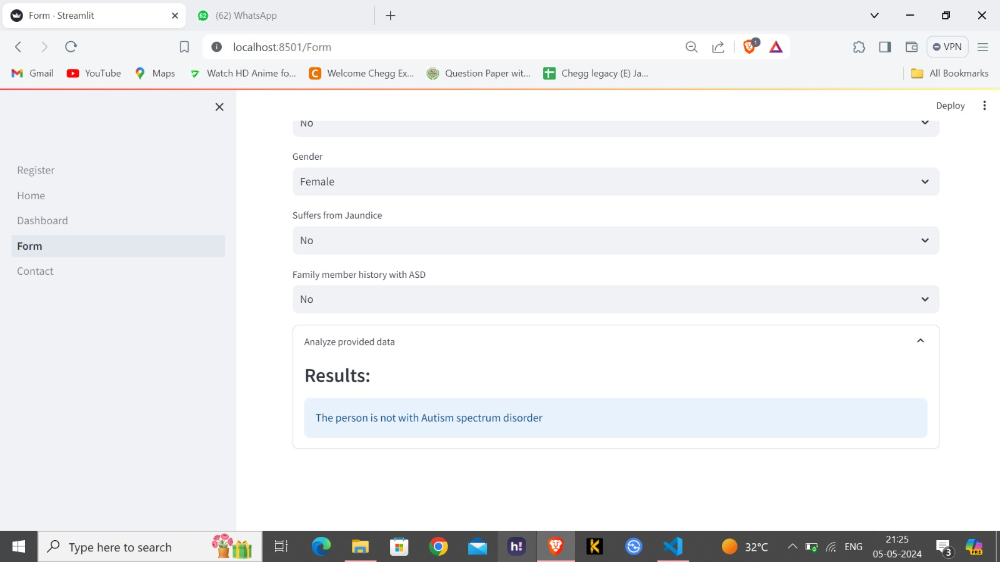 Form · Streamlit
62
(62) WhatsApp
localhost:8501/Form
1
VPN
Gmail
YouTube
Maps
Watch HD Anime fo...
C
Welcome Chegg Ex...
Question Paper wit...
Chegg legacy (E) Ja...
All Bookmarks
Deploy
Register
Home
Dashboard
Form
Contact
No
Gender
Female
Suffers from Jaundice
No
Family member history with ASD
No
Analyze provided data
Results:
The person is not with Autism spectrum disorder
Type here to search
h!
K
32°C
ENG
21:25
05-05-2024
3
PRE